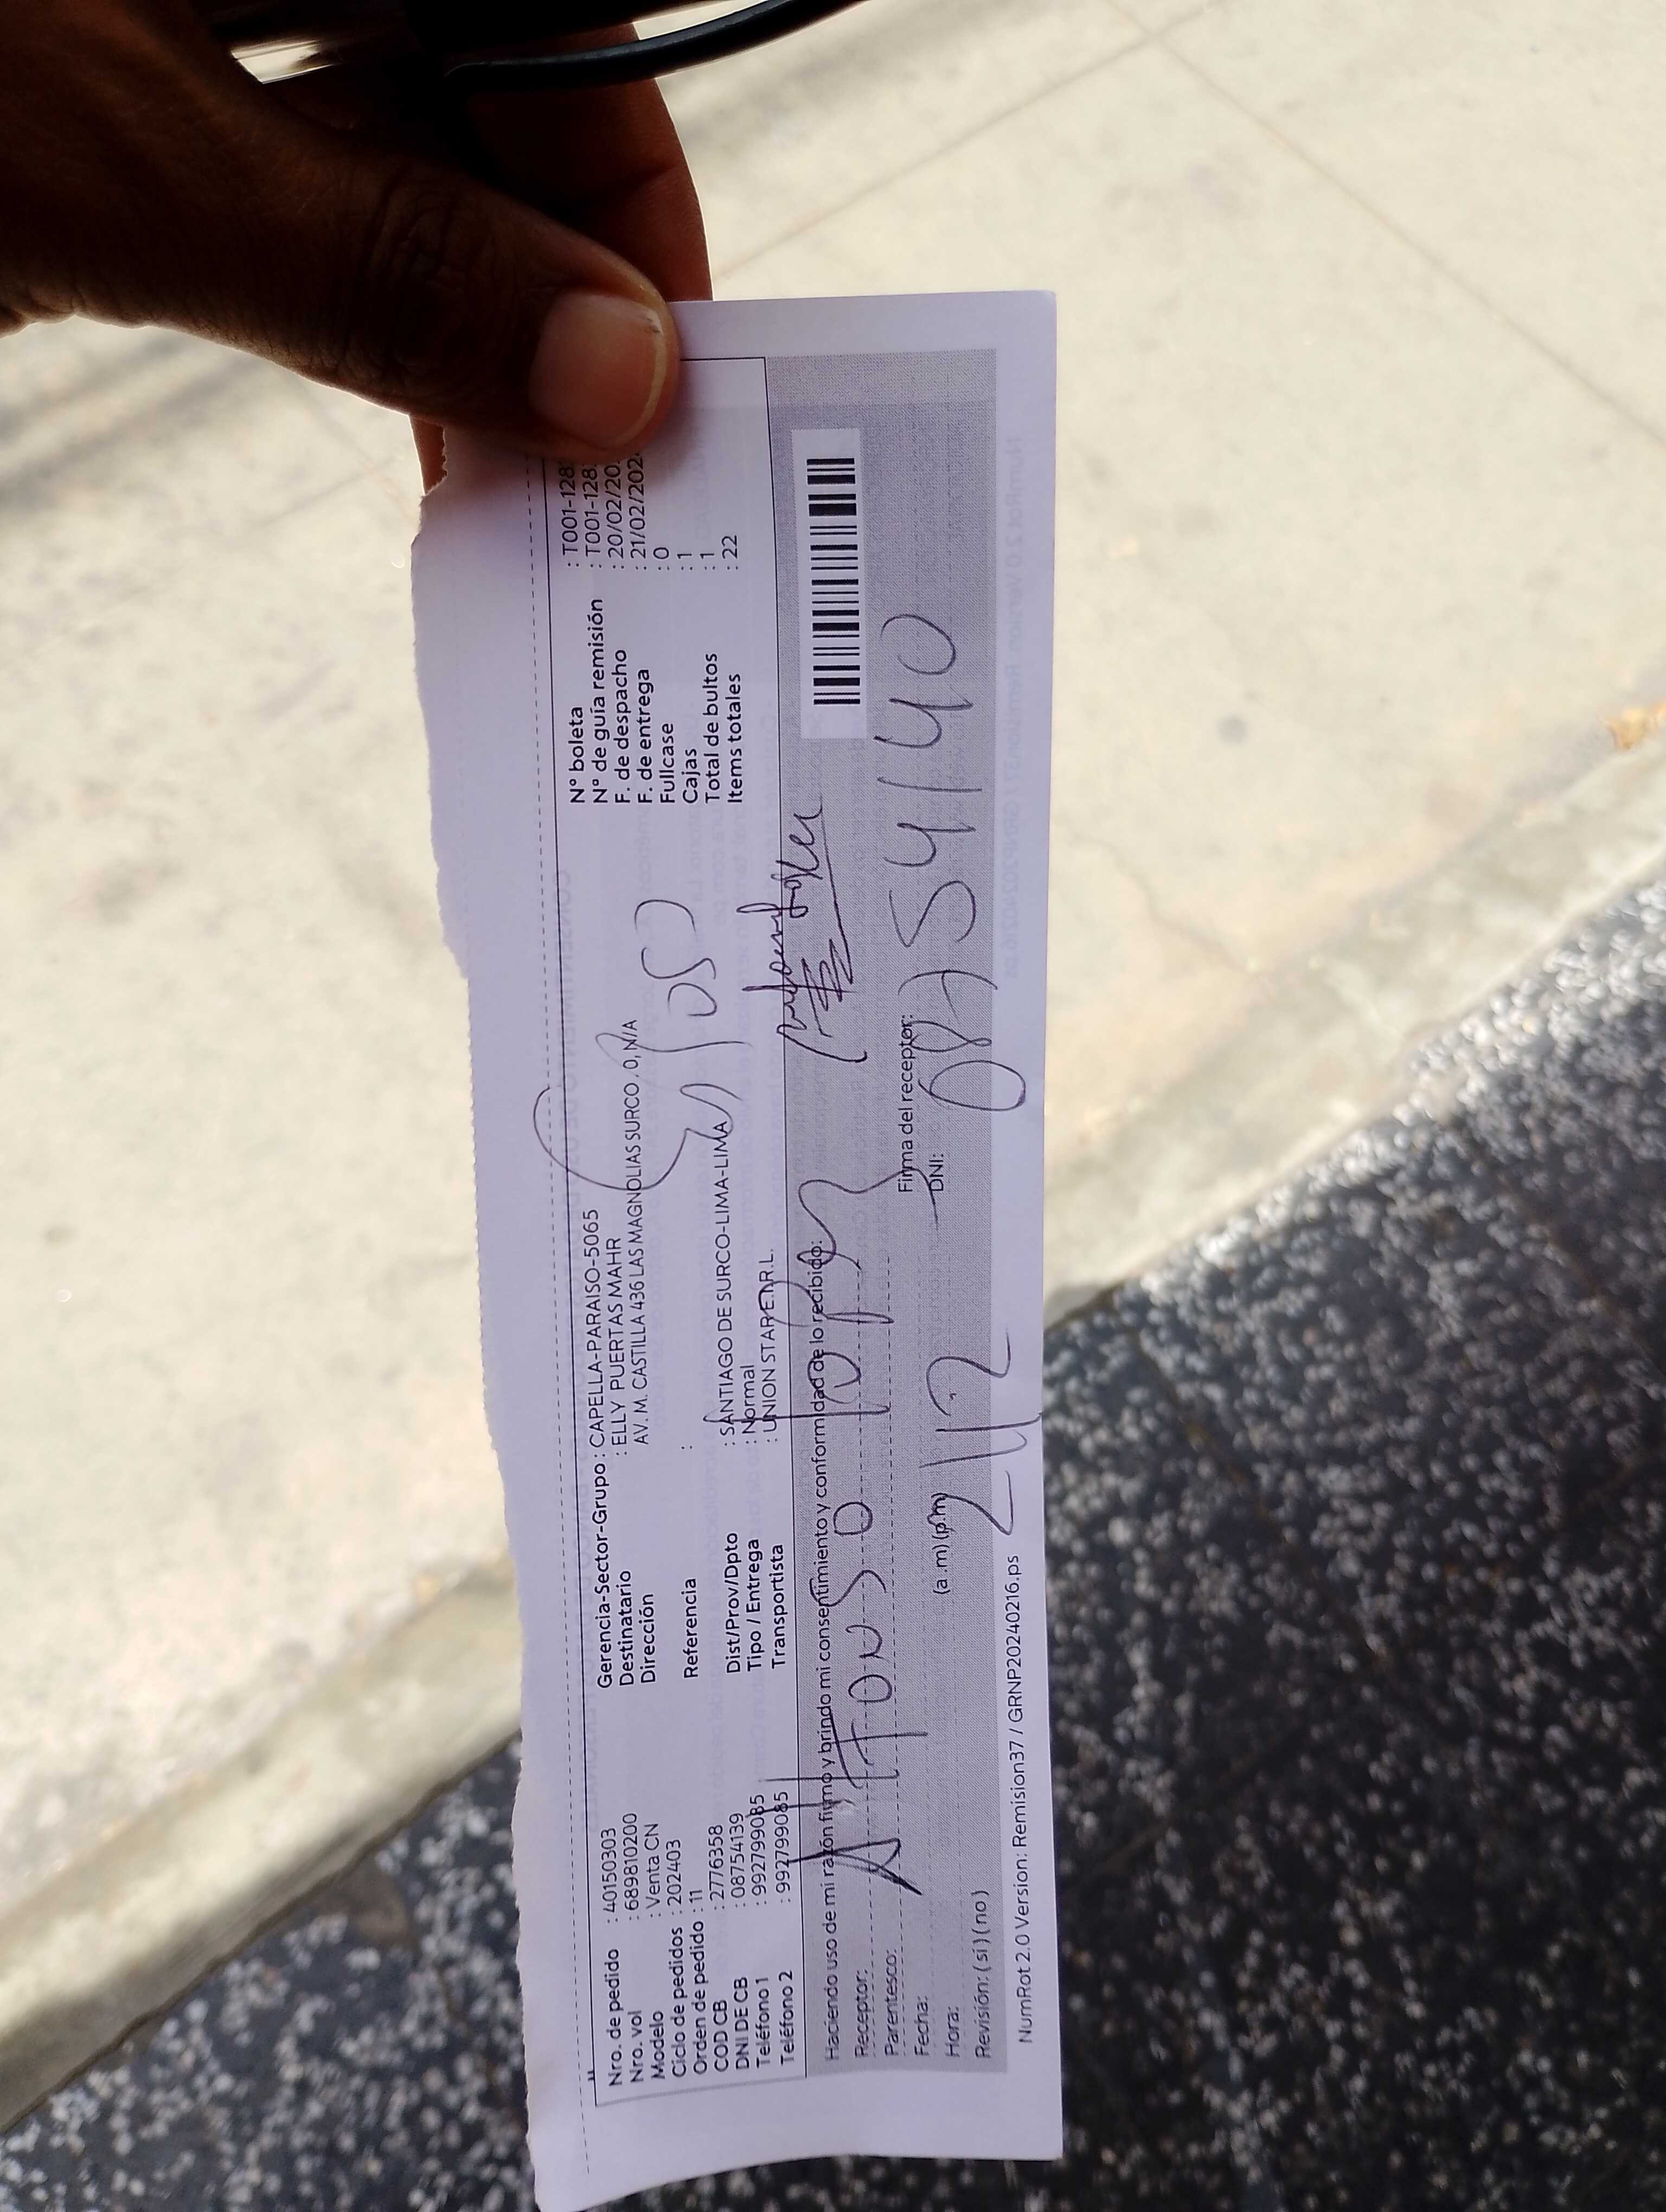 Nro. de pedido : 40150303
Nro. vol : 689810200
Modelo : Venta CN
Ciclo de pedidos : 202403
Orden de pedido : 11
COD CB : 2776358
DNI DE CB : 08754139
Teléfono 1 : 992799085
Teléfono 2 : 992799085
Gerencia-Sector-Grupo : CAPELLA-PARAISO-5065
Destinatario : ELLY PUERTAS MAHR
Dirección AV. M. CASTILLA 436 LAS MAGNOLIAS SURCO . 0, N/A
Referencia :
Dist/Prov/Dpto : SANTIAGO DE SURCO-LIMA-LIMA
Tipo / Entrega : Normal
Transportista : UNION STAR E.I.R.L.
N° boleta : T001-128
N° de guía remisión : T001-128
F. de despacho : 20/02/20
F. de entrega : 21/02/202
Fullcase : 0
Cajas : 1
Total de bultos : 1
Items totales : 22
Esposo
Haciendo uso de mi razón firmo y brindo mi consentimiento y conformidad de lo recibido:
Receptor: Alfonso
Parentesco:
Fecha:
Hora: (a.m) (p.m)
21/2
Revisión: ( si ) ( no )
Firma del receptor:
DNI: 08754140
NumRot 2.0 Version: Remision37 / GRNP20240216.ps